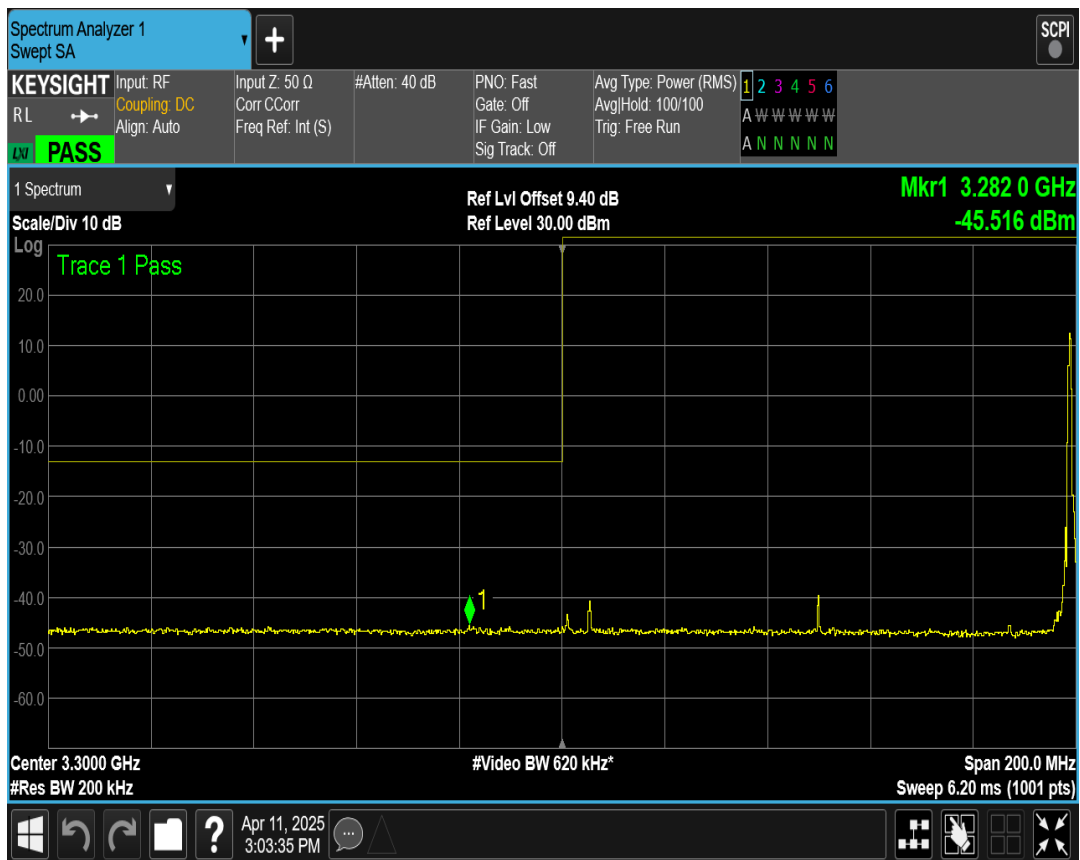 Spectrum Analyzer 1
Swept SA
+
SCPI
KEYSIGHT
RL
LXI PASS
Input: RF
Coupling: DC
Align: Auto
Input Z: 50 Ω
Corr CCorr
Freq Ref: Int (S)
#Atten: 40 dB
PNO: Fast
Gate: Off
IF Gain: Low
Sig Track: Off
Avg Type: Power (RMS)
Avg|Hold: 100/100
Trig: Free Run
1 2 3 4 5 6
A W W W W W
A N N N N N
1 Spectrum
Scale/Div 10 dB
Ref Lvl Offset 9.40 dB
Ref Level 30.00 dBm
Mkr1 3.282 0 GHz
-45.516 dBm
Log
Trace 1 Pass
20.0
10.0
0.00
-10.0
-20.0
-30.0
-40.0
1
-50.0
-60.0
Center 3.3000 GHz
#Res BW 200 kHz
#Video BW 620 kHz*
Span 200.0 MHz
Sweep 6.20 ms (1001 pts)
?
Apr 11, 2025
3:03:35 PM